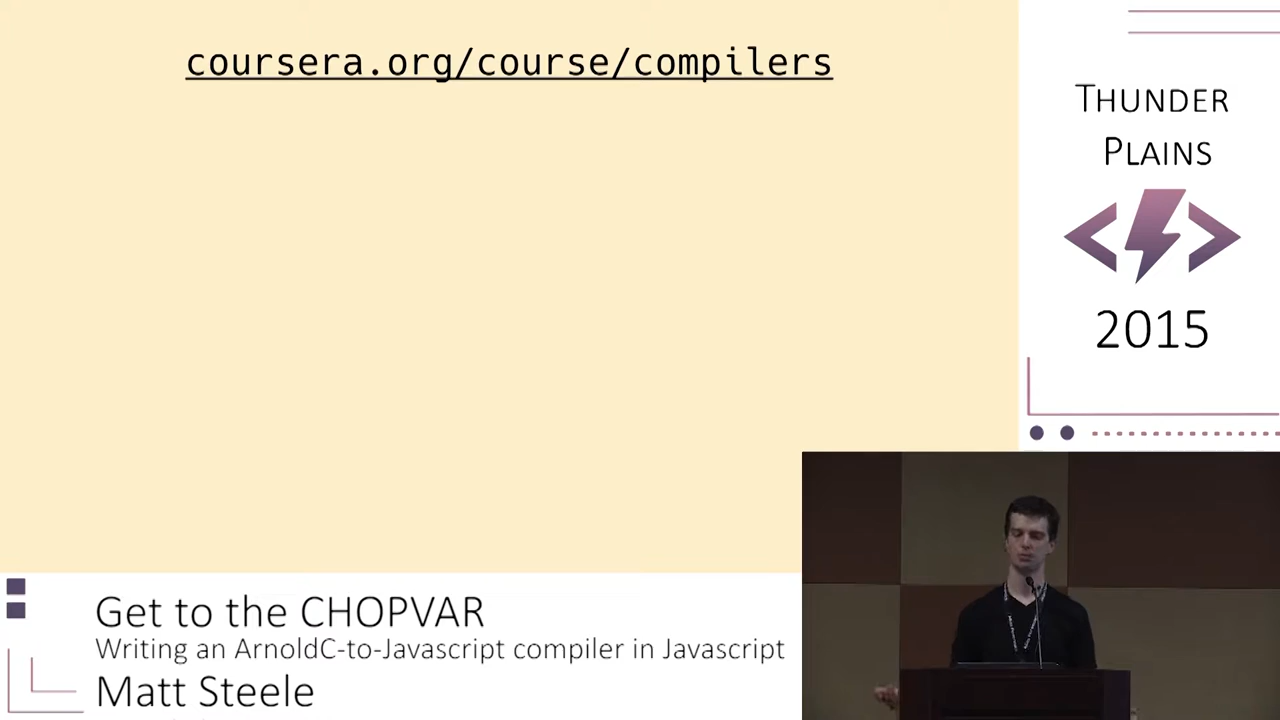 coursera.org/course/compilers
THUNDER
PLAINS
2015
Get to the CHOPVAR
Writing an ArnoldC-to-Javascript compiler in Javascript
Matt Steele